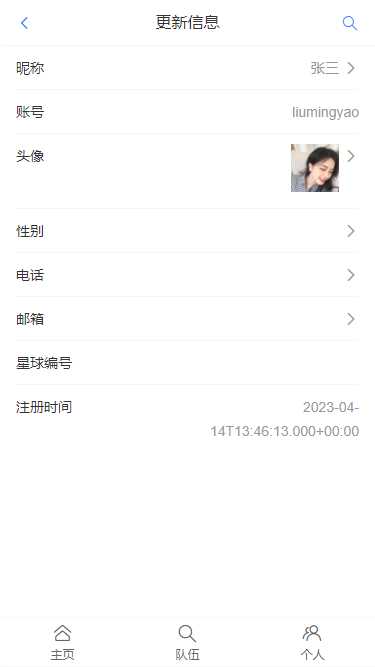 更新信息
昵称 张三
账号 liumingyao
头像
性别
电话
邮箱
星球编号
注册时间 2023-04-
14T13:46:13.000+00:00
主页 队伍 个人